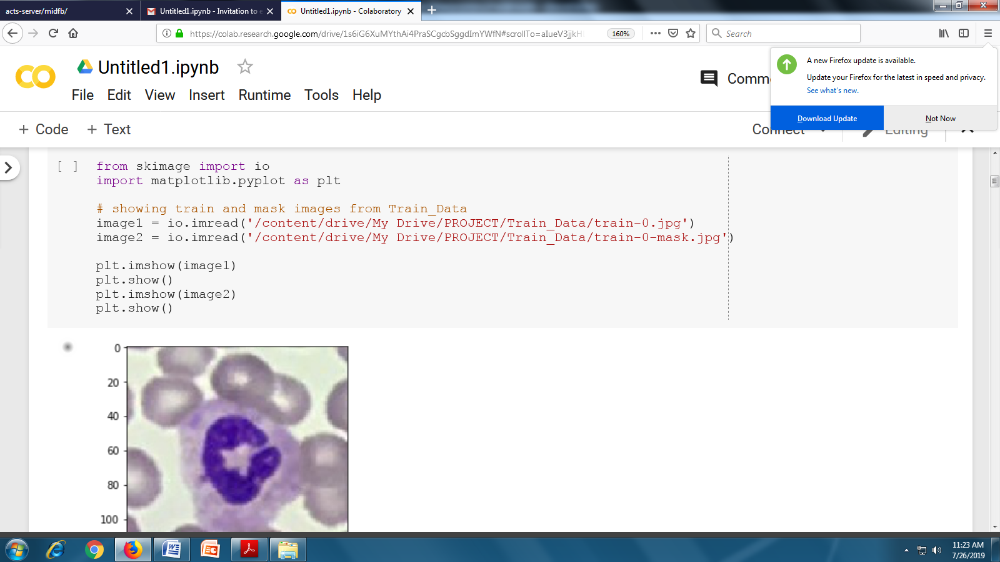 acts-server/midfb/
Untitled1.ipynb - Invitation to e
Untitled1.ipynb - Colaboratory
https://colab.research.google.com/drive/1s6iG6XuMYthAi4PraSCgcbSggdImYWfN#scrollTo=aIueV3jjkH
160%
Search
A new Firefox update is available.
Update your Firefox for the latest in speed and privacy.
See what's new.
Download Update
Not Now
Untitled1.ipynb
Comme
File Edit View Insert Runtime Tools Help
+ Code + Text
Connect
Editing
[ ] from skimage import io
import matplotlib.pyplot as plt
# showing train and mask images from Train_Data
image1 = io.imread('/content/drive/My Drive/PROJECT/Train_Data/train-0.jpg')
image2 = io.imread('/content/drive/My Drive/PROJECT/Train_Data/train-0-mask.jpg')
plt.imshow(image1)
plt.show()
plt.imshow(image2)
plt.show()
0
20
40
60
80
100
11:23 AM
7/26/2019